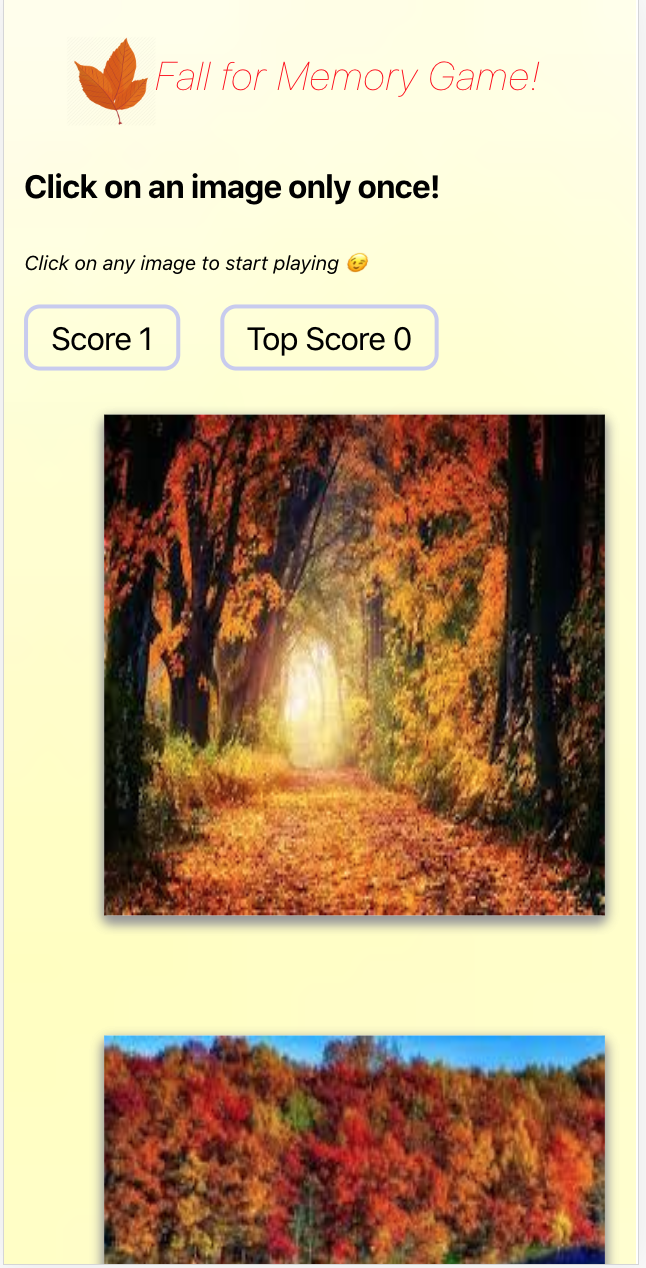 Fall for Memory Game!
Click on an image only once!
Click on any image to start playing 😉
Score 1
Top Score 0